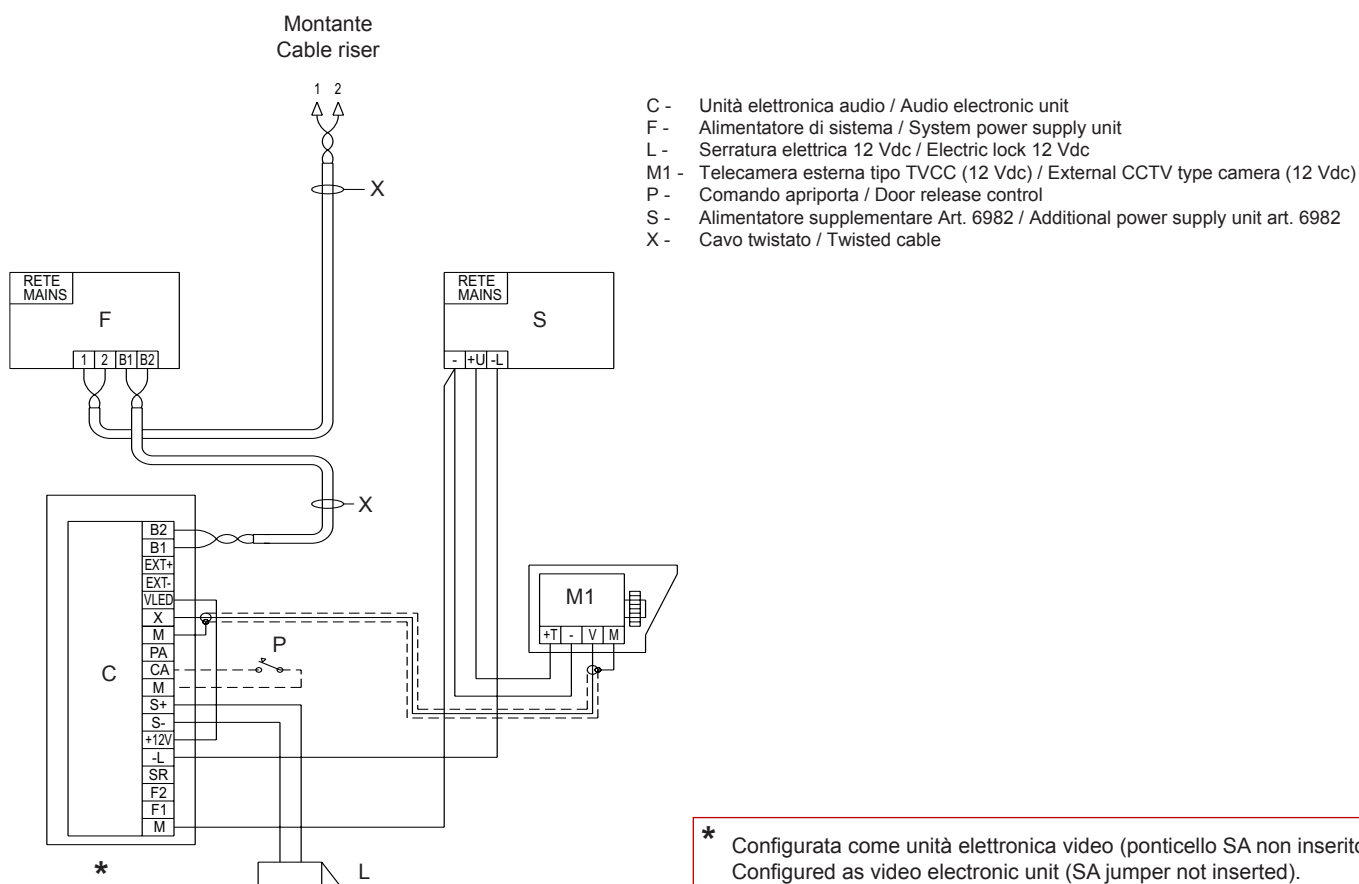 Montante
Cable riser
1 2
X
C - Unità elettronica audio / Audio electronic unit
F - Alimentatore di sistema / System power supply unit
L - Serratura elettrica 12 Vdc / Electric lock 12 Vdc
M1 - Telecamera esterna tipo TVCC (12 Vdc) / External CCTV type camera (12 Vdc)
P - Comando apriporta / Door release control
S - Alimentatore supplementare Art. 6982 / Additional power supply unit art. 6982
X - Cavo twistato / Twisted cable
RETE
MAINS
F
1 2 B1 B2
RETE
MAINS
S
- +U -L
X
C
B2
B1
EXT+
EXT-
VLED
X
M
PA
CA
M
S+
S-
+12V
-L
SR
F2
F1
M
P
M1
+T - V M
*
L
* Configurata come unità elettronica video (ponticello SA non inserito
Configured as video electronic unit (SA jumper not inserted).